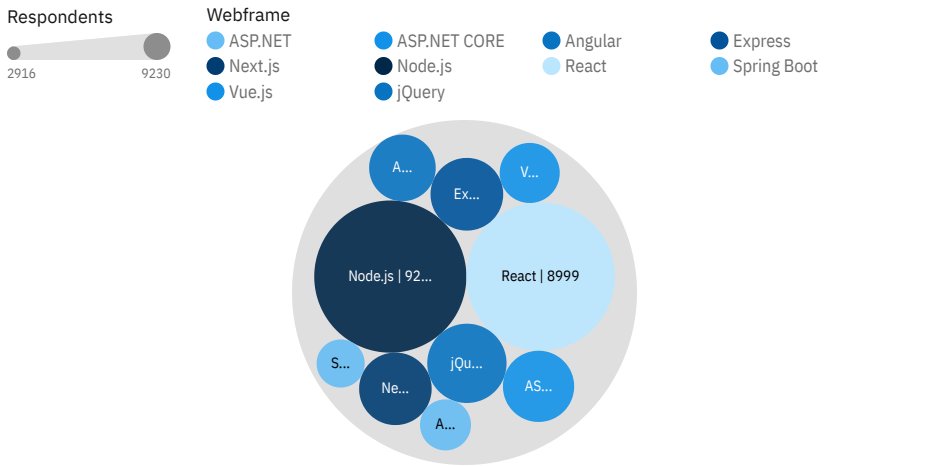 Respondents
2916 9230
Webframe
ASP.NET ASP.NET CORE Angular Express
Next.js Node.js React Spring Boot
Vue.js jQuery
A...
V...
Ex...
Node.js | 92...
React | 8999
S...
jQu...
Ne...
AS...
A...